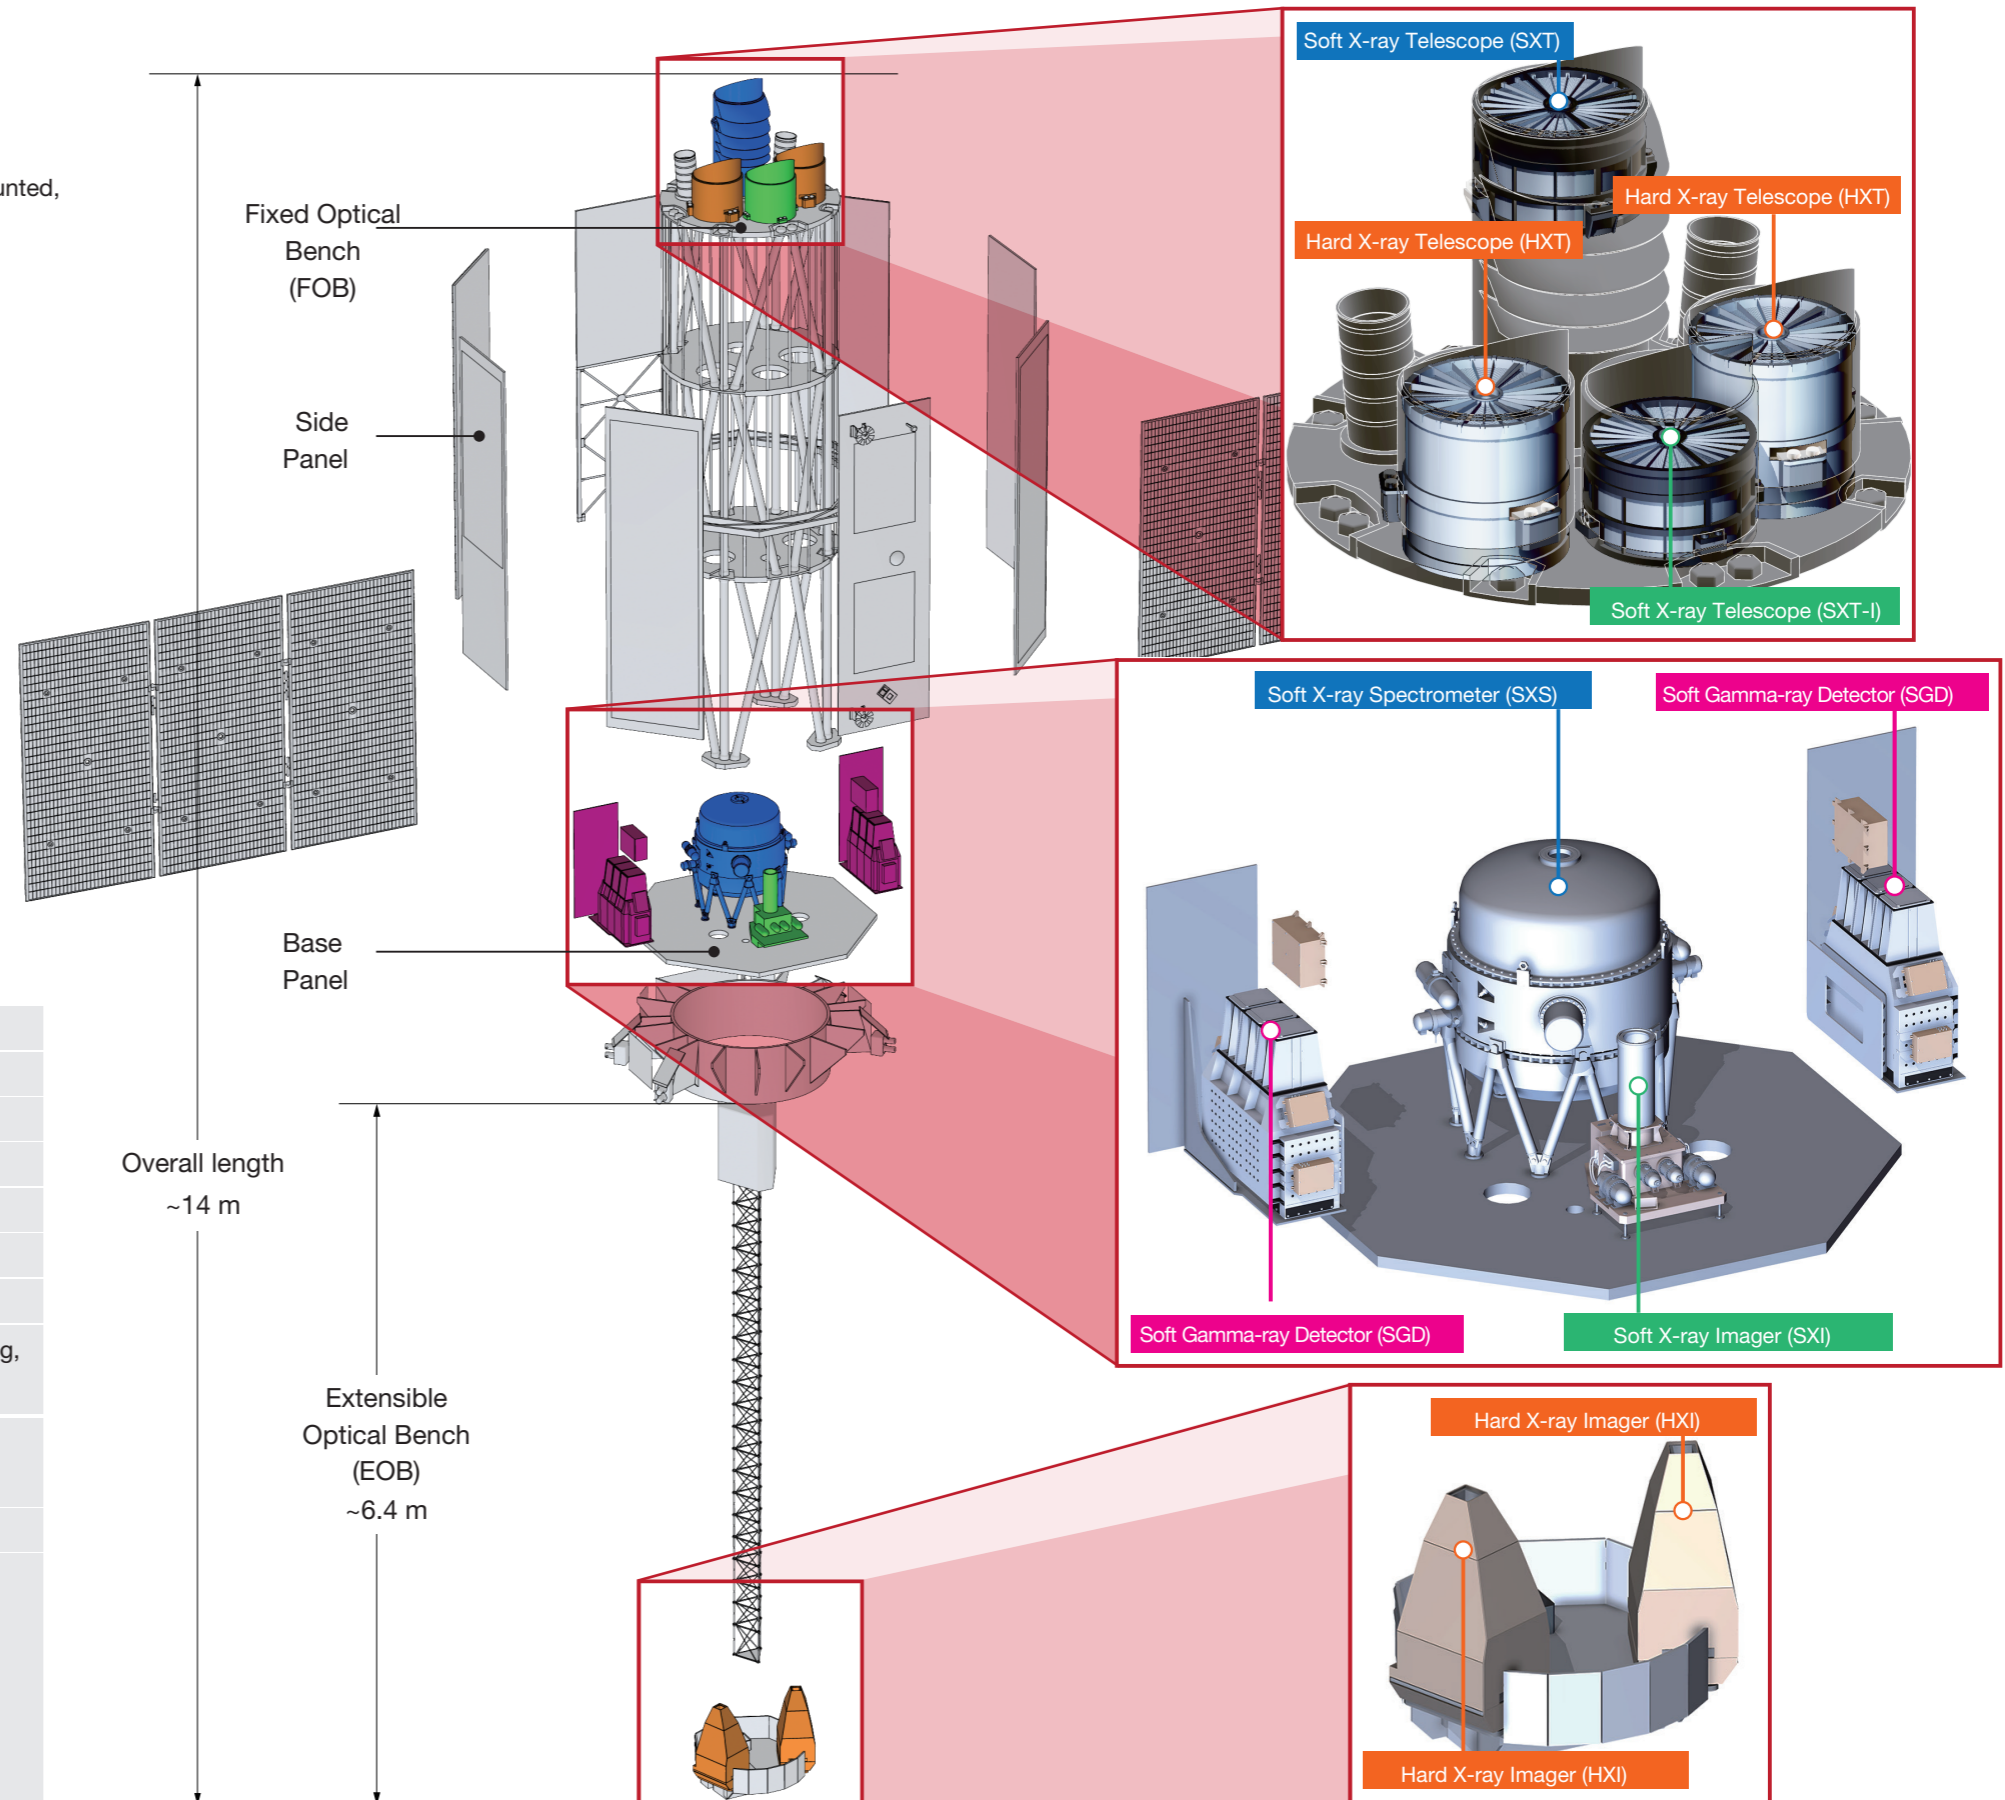 unted,
Soft X-ray Telescope (SXT)
Hard X-ray Telescope (HXT)
Hard X-ray Telescope (HXT)
Soft X-ray Telescope (SXT-I)
Fixed Optical
Bench
(FOB)
Side
Panel
Soft X-ray Spectrometer (SXS)
Soft Gamma-ray Detector (SGD)
Base
Panel
Soft Gamma-ray Detector (SGD)
Soft X-ray Imager (SXI)
Overall length
~14 m
g,
Extensible
Optical Bench
(EOB)
~6.4 m
Hard X-ray Imager (HXI)
Hard X-ray Imager (HXI)